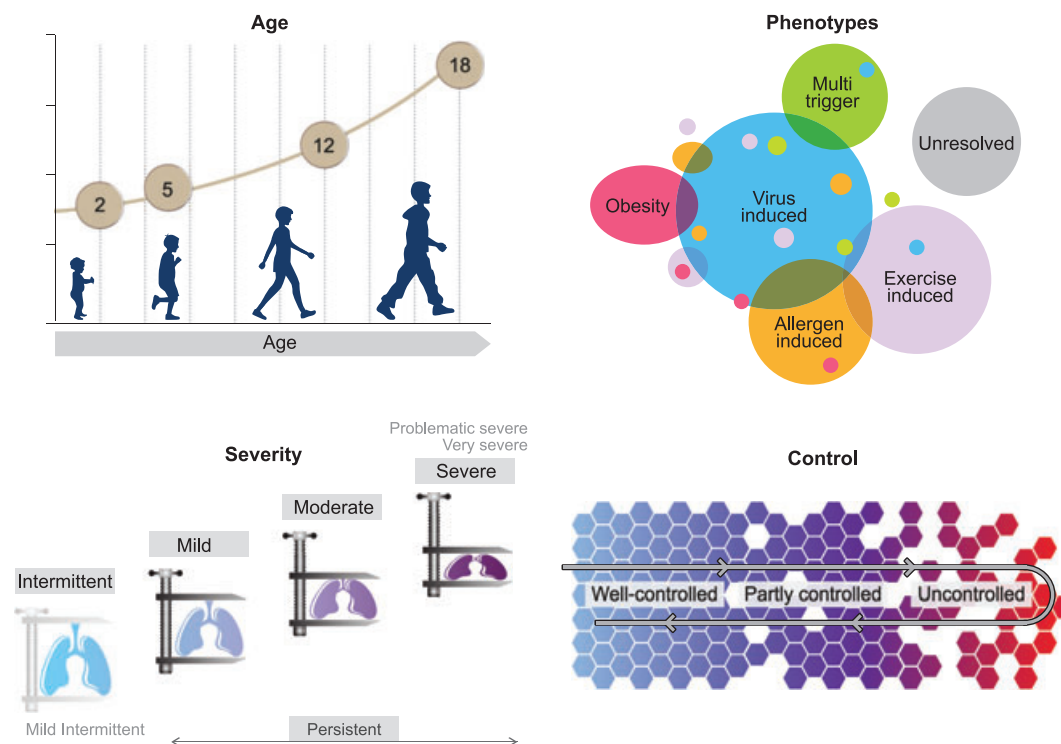 Age
18
12
5
2
Age
Phenotypes
Multi
trigger
Unresolved
Obesity
Virus
induced
Exercise
induced
Allergen
induced
Severity
Problematic severe
Very severe
Severe
Moderate
Mild
Intermittent
Mild Intermittent
Persistent
Control
Well-controlled
Partly controlled
Uncontrolled